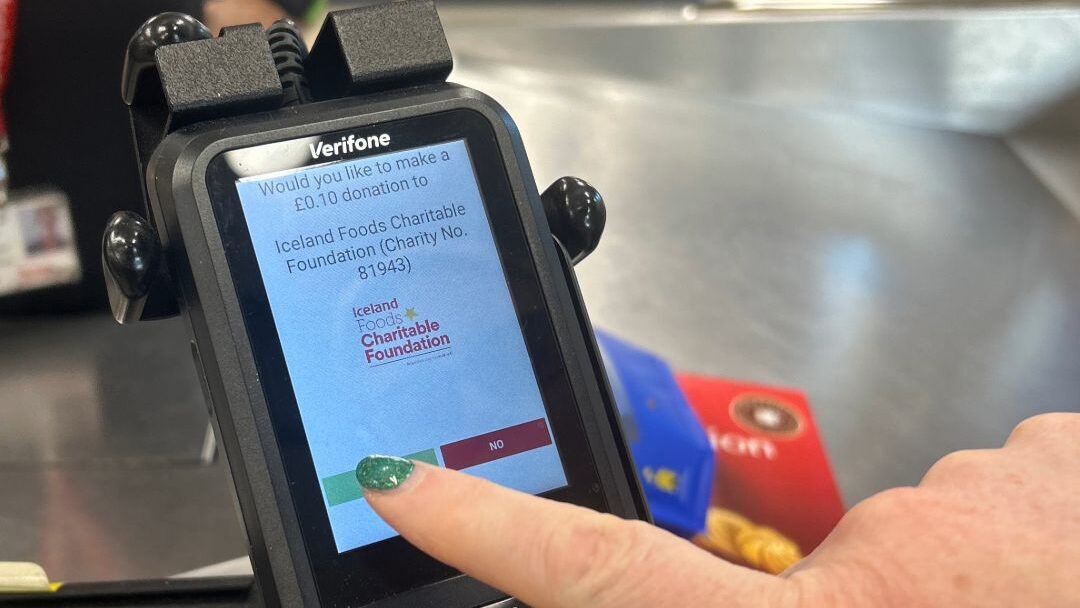 Verifone
Would you like to make a
£0.10 donation to
Iceland Foods Charitable
Foundation (Charity No.
81943)
Iceland
Foods
Charitable
Foundation
NO
ion